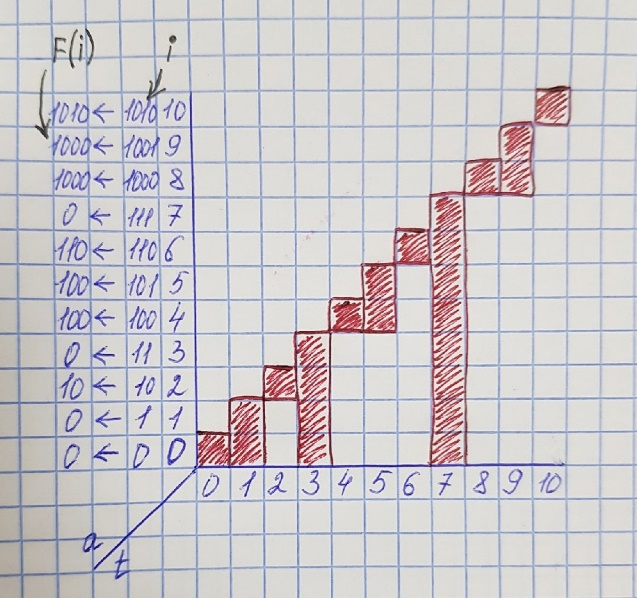 F(i) i
1010 ← 1010 10
1000 ← 1001 9
1000 ← 1000 8
0 ← 111 7
110 ← 110 6
100 ← 101 5
100 ← 100 4
0 ← 11 3
10 ← 10 2
0 ← 1 1
0 ← 0 0
0 1 2 3 4 5 6 7 8 9 10
a
t